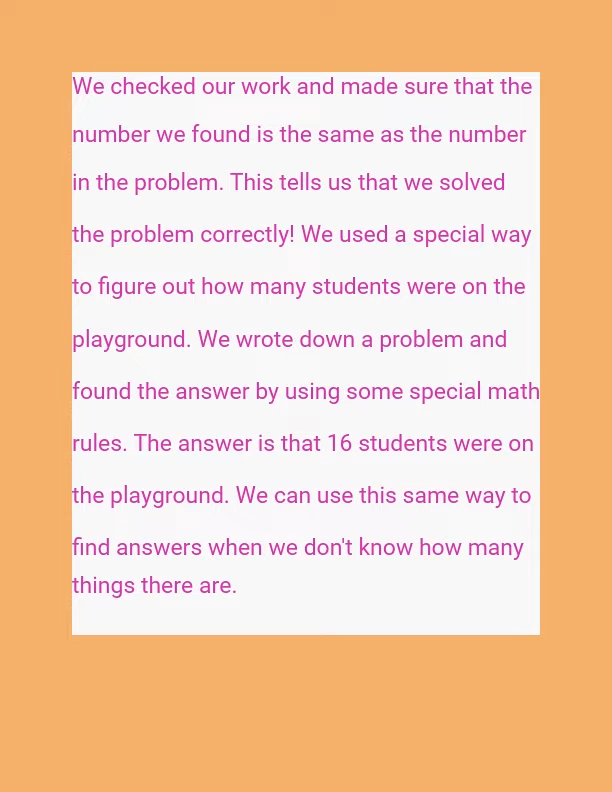 We checked our work and made sure that the
number we found is the same as the number
in the problem. This tells us that we solved
the problem correctly! We used a special way
to figure out how many students were on the
playground. We wrote down a problem and
found the answer by using some special math
rules. The answer is that 16 students were on
the playground. We can use this same way to
find answers when we don't know how many
things there are.